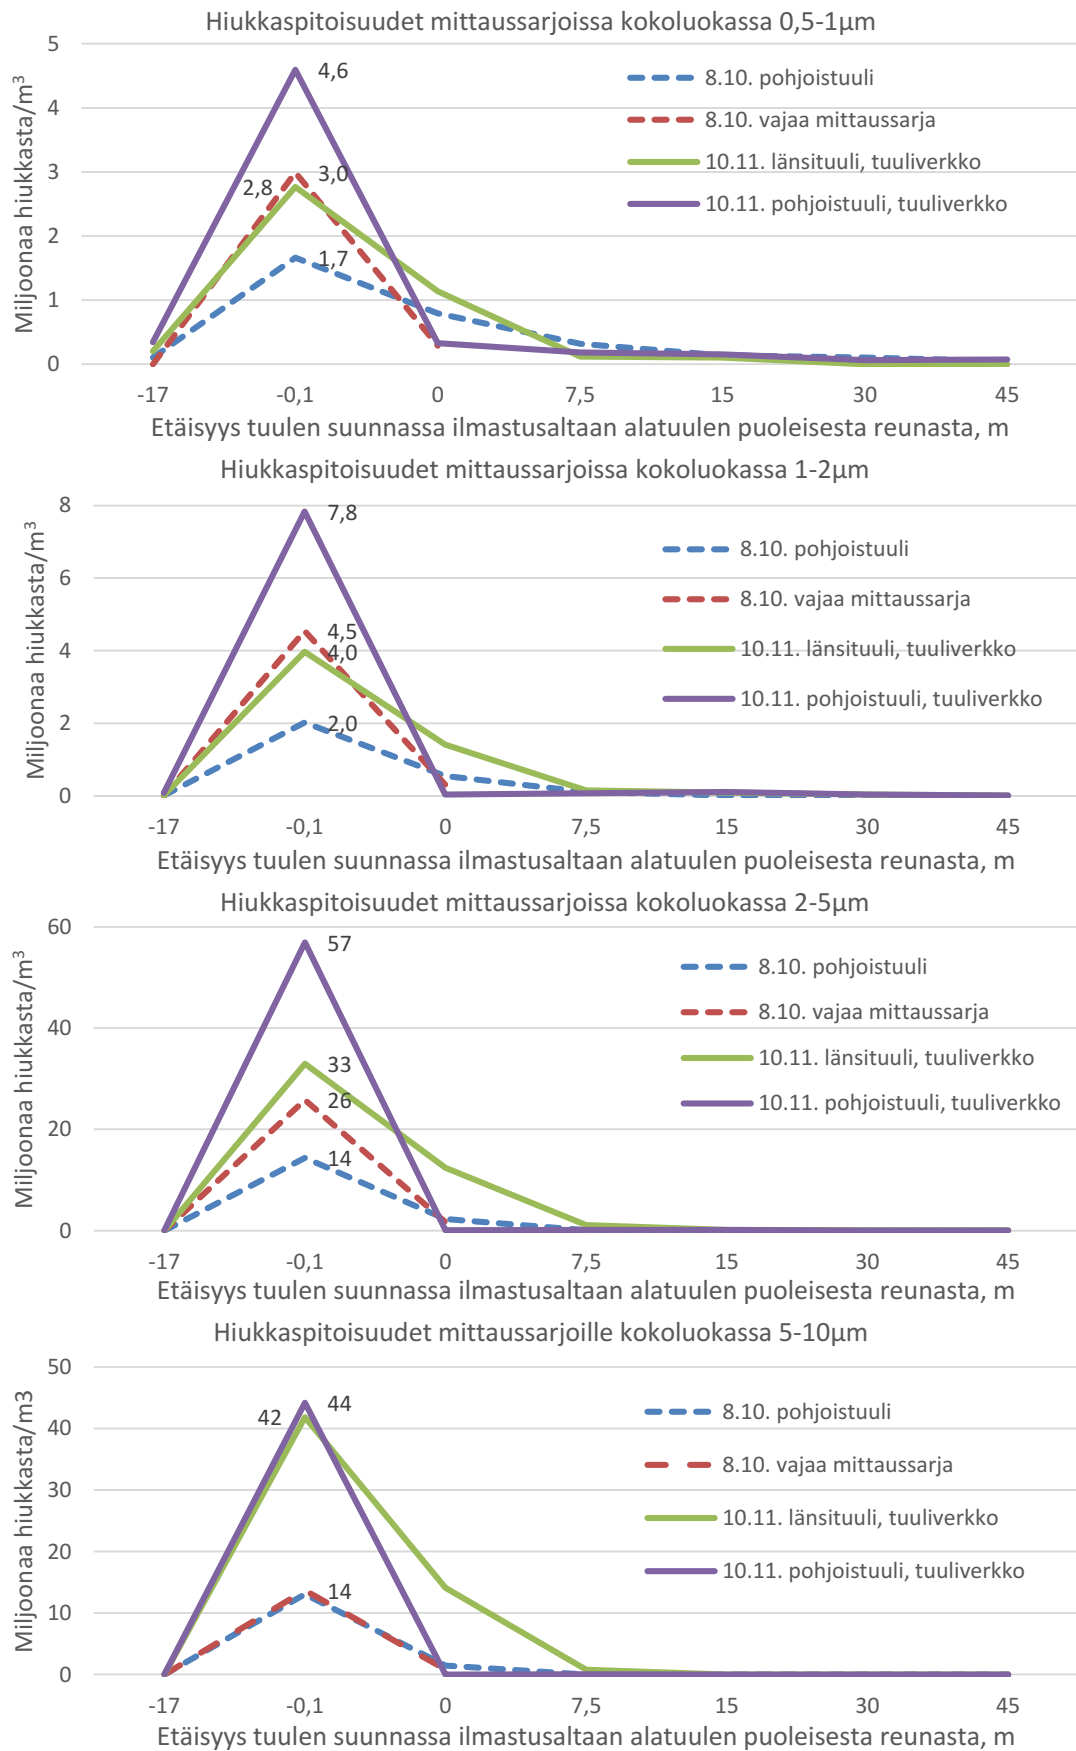 Hiukkaspitoisuudet mittaussarjoissa kokoluokassa 0,5-1µm
Miljoonaa hiukkasta/m³
5
4
3
2
1
0
4,6
3,0
2,8
1,7
8.10. pohjoistuuli
8.10. vajaa mittaussarja
10.11. länsituuli, tuuliverkko
10.11. pohjoistuuli, tuuliverkko
-17 -0,1 0 7,5 15 30 45
Etäisyys tuulen suunnassa ilmastusaltaan alatuulen puoleisesta reunasta, m
Hiukkaspitoisuudet mittaussarjoissa kokoluokassa 1-2µm
Miljoonaa hiukkasta/m³
8
6
4
2
0
7,8
4,5
4,0
2,0
8.10. pohjoistuuli
8.10. vajaa mittaussarja
10.11. länsituuli, tuuliverkko
10.11. pohjoistuuli, tuuliverkko
-17 -0,1 0 7,5 15 30 45
Etäisyys tuulen suunnassa ilmastusaltaan alatuulen puoleisesta reunasta, m
Hiukkaspitoisuudet mittaussarjoissa kokoluokassa 2-5µm
Miljoonaa hiukkasta/m³
60
40
20
0
57
33
26
14
8.10. pohjoistuuli
8.10. vajaa mittaussarja
10.11. länsituuli, tuuliverkko
10.11. pohjoistuuli, tuuliverkko
-17 -0,1 0 7,5 15 30 45
Etäisyys tuulen suunnassa ilmastusaltaan alatuulen puoleisesta reunasta, m
Hiukkaspitoisuudet mittaussarjoille kokoluokassa 5-10µm
Miljoonaa hiukkasta/m3
50
40
30
20
10
0
42
44
14
8.10. pohjoistuuli
8.10. vajaa mittaussarja
10.11. länsituuli, tuuliverkko
10.11. pohjoistuuli, tuuliverkko
-17 -0,1 0 7,5 15 30 45
Etäisyys tuulen suunnassa ilmastusaltaan alatuulen puoleisesta reunasta, m